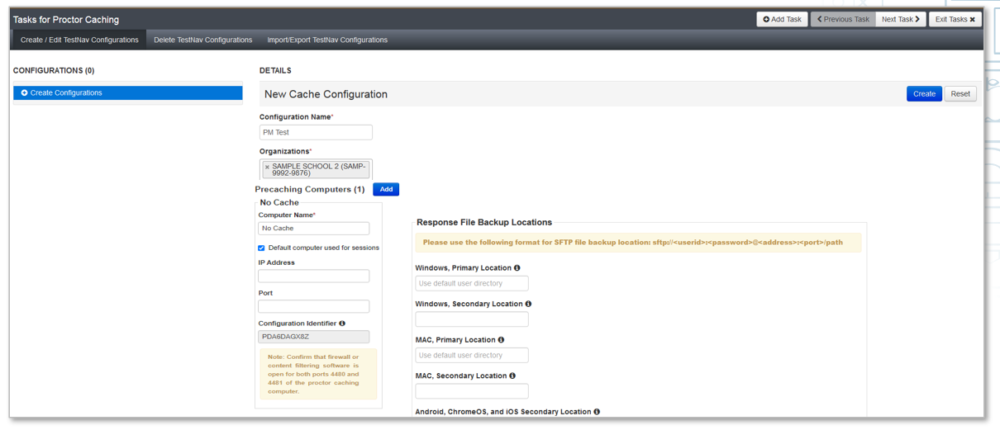 Tasks for Proctor Caching
Add Task
Previous Task
Next Task
Exit Tasks
Create / Edit TestNav Configurations
Delete TestNav Configurations
Import/Export TestNav Configurations
CONFIGURATIONS (0)
Create Configurations
DETAILS
New Cache Configuration
Create
Reset
Configuration Name*
PM Test
Organizations*
× SAMPLE SCHOOL 2 (SAMP-
9992-9876)
Precaching Computers (1)
Add
No Cache
Computer Name*
No Cache
Default computer used for sessions
IP Address
Port
Configuration Identifier
PDA6DAGX8Z
Note: Confirm that firewall or
content filtering software is
open for both ports 4480 and
4481 of the proctor caching
computer.
Response File Backup Locations
Please use the following format for SFTP file backup location: sftp://<userid>:<password>@<address>:<port>/path
Windows, Primary Location
Use default user directory
Windows, Secondary Location
MAC, Primary Location
Use default user directory
MAC, Secondary Location
Android, ChromeOS, and iOS Secondary Location